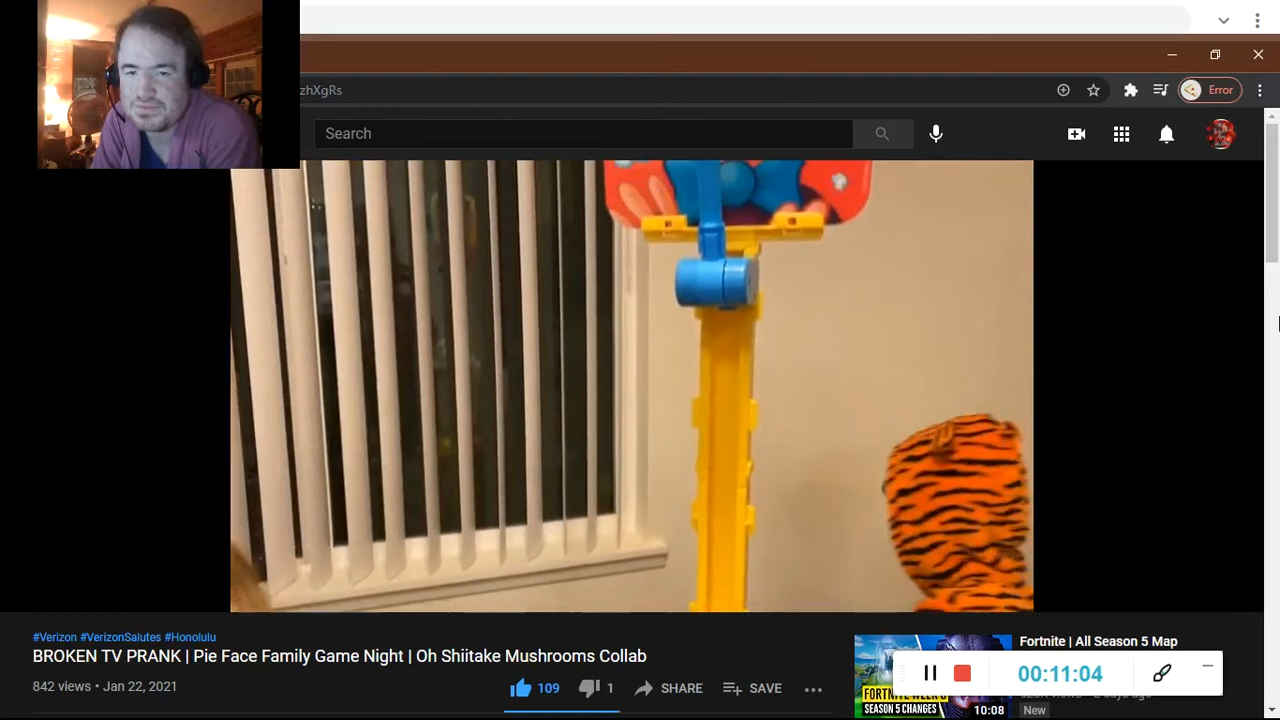 zhXgRs
Error
Search
#Verizon #VerizonSalutes #Honolulu
BROKEN TV PRANK | Pie Face Family Game Night | Oh Shiitake Mushrooms Collab
842 views • Jan 22, 2021
109
1
SHARE
SAVE
Fortnite | All Season 5 Map
SEASON 5 CHANGES
10:08
New
00:11:04